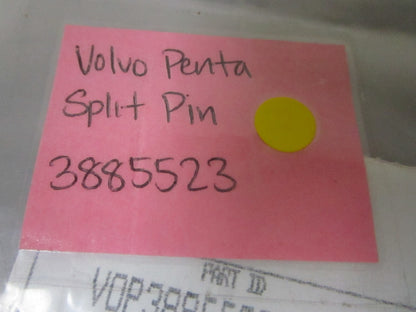 Volvo Penta
Split Pin
3885523
PART ID